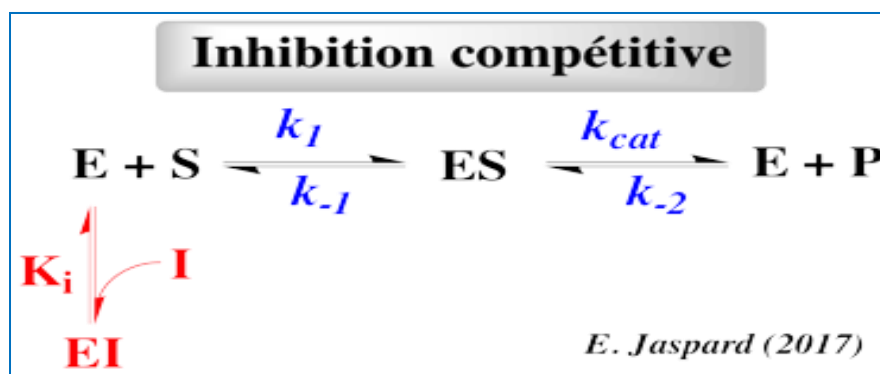 Inhibition compétitive
k1 kcat
E + S ES E + P
k-1 k-2
Ki I
EI
E. Jaspard (2017)